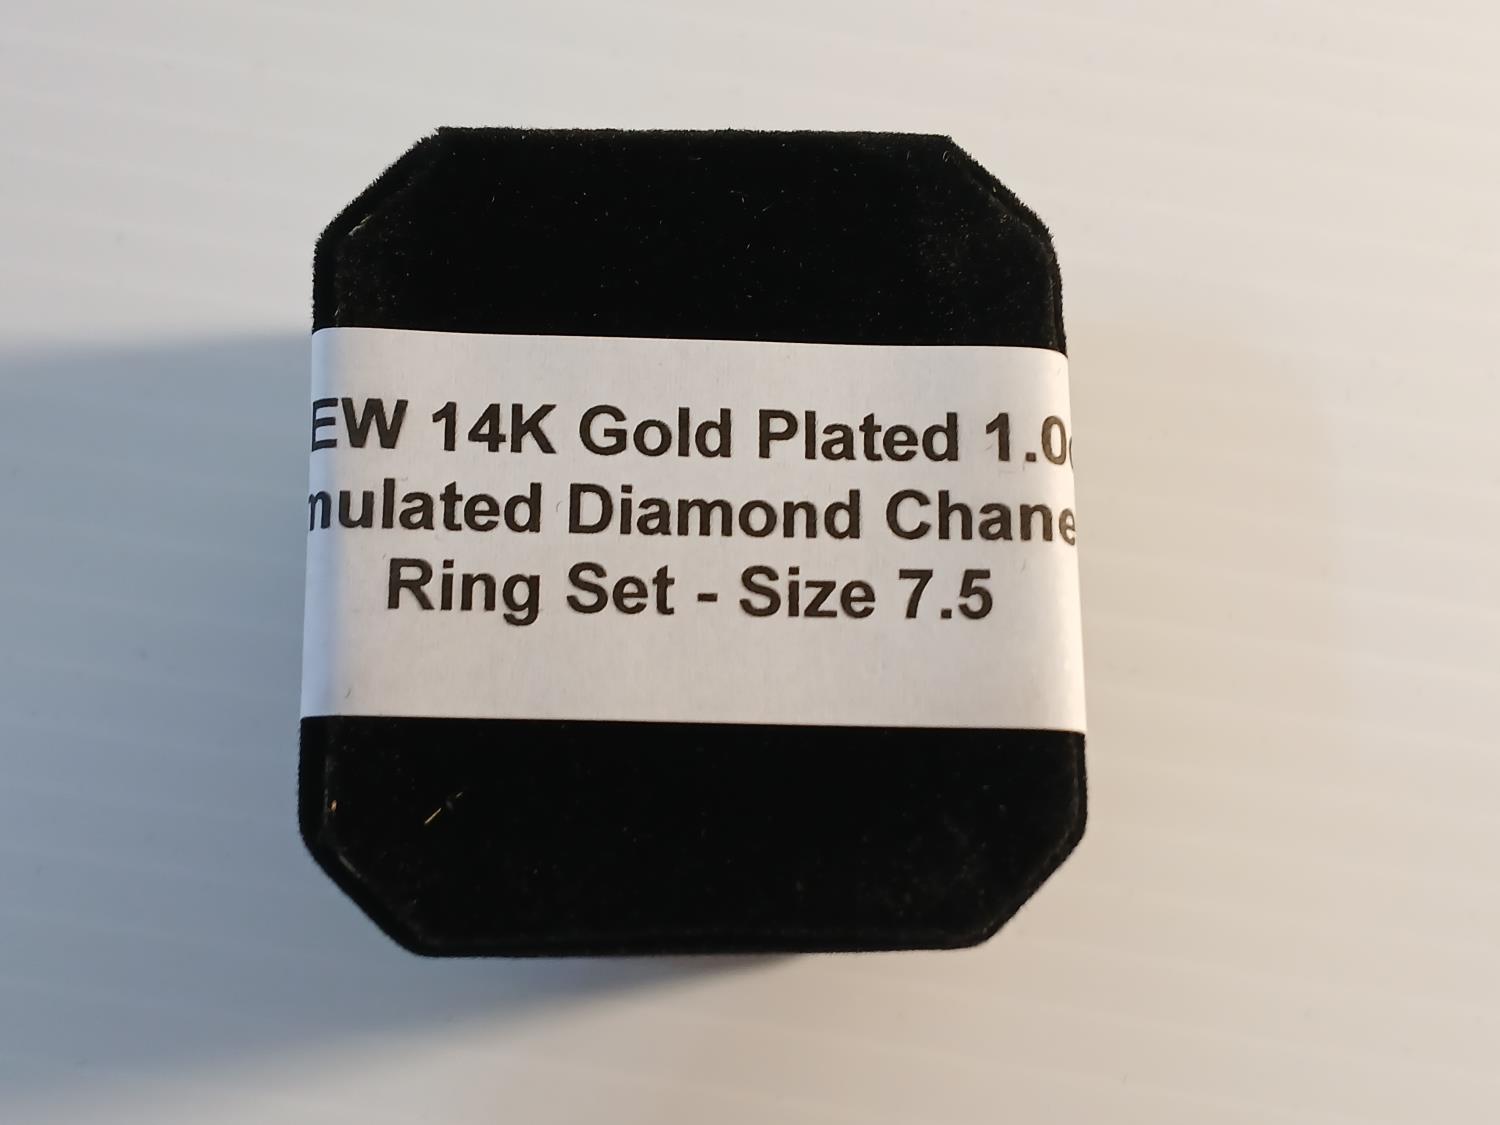 EW 14K Gold Plated 1.0
mulated Diamond Chane
Ring Set - Size 7.5